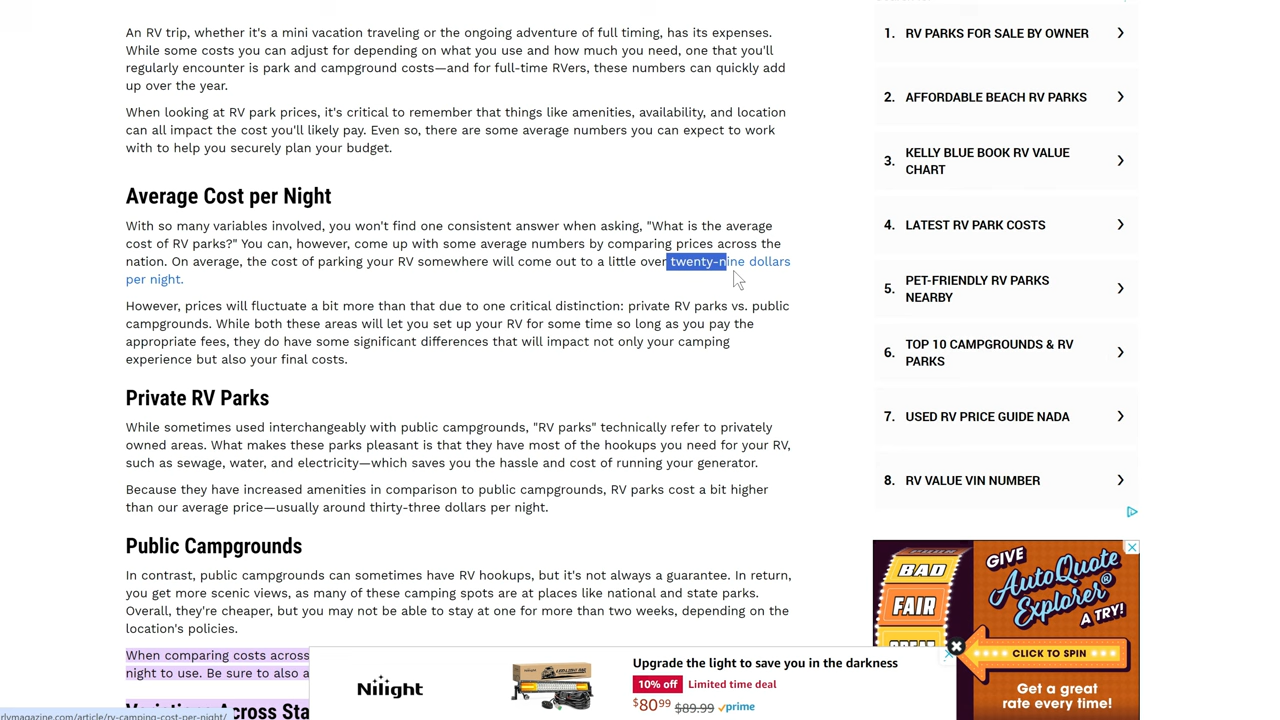 An RV trip, whether it's a mini vacation traveling or the ongoing adventure of full timing, has its expenses.
While some costs you can adjust for depending on what you use and how much you need, one that you'll
regularly encounter is park and campground costs—and for full-time RVers, these numbers can quickly add
up over the year.
When looking at RV park prices, it's critical to remember that things like amenities, availability, and location
can all impact the cost you'll likely pay. Even so, there are some average numbers you can expect to work
with to help you securely plan your budget.
Average Cost per Night
With so many variables involved, you won't find one consistent answer when asking, "What is the average
cost of RV parks?" You can, however, come up with some average numbers by comparing prices across the
nation. On average, the cost of parking your RV somewhere will come out to a little over twenty-nine dollars
per night.
However, prices will fluctuate a bit more than that due to one critical distinction: private RV parks vs. public
campgrounds. While both these areas will let you set up your RV for some time so long as you pay the
appropriate fees, they do have some significant differences that will impact not only your camping
experience but also your final costs.
Private RV Parks
While sometimes used interchangeably with public campgrounds, "RV parks" technically refer to privately
owned areas. What makes these parks pleasant is that they have most of the hookups you need for your RV,
such as sewage, water, and electricity—which saves you the hassle and cost of running your generator.
Because they have increased amenities in comparison to public campgrounds, RV parks cost a bit higher
than our average price—usually around thirty-three dollars per night.
Public Campgrounds
In contrast, public campgrounds can sometimes have RV hookups, but it's not always a guarantee. In return,
you get more scenic views, as many of these camping spots are at places like national and state parks.
Overall, they're cheaper, but you may not be able to stay at one for more than two weeks, depending on the
location's policies.
When comparing costs across
night to use. Be sure to also a
Variations Across Sta
rlymagazine.com/article/rv-camping-cost-per-night/
1. RV PARKS FOR SALE BY OWNER
2. AFFORDABLE BEACH RV PARKS
3. KELLY BLUE BOOK RV VALUE
CHART
4. LATEST RV PARK COSTS
5. PET-FRIENDLY RV PARKS
NEARBY
6. TOP 10 CAMPGROUNDS & RV
PARKS
7. USED RV PRICE GUIDE NADA
8. RV VALUE VIN NUMBER
BAD
FAIR
GIVE
AutoQuote
Explorer®
A TRY!
CLICK TO SPIN
Get a great
rate every time!
Nilight
Upgrade the light to save you in the darkness
10% off Limited time deal
$80⁹⁹ $89.99 prime